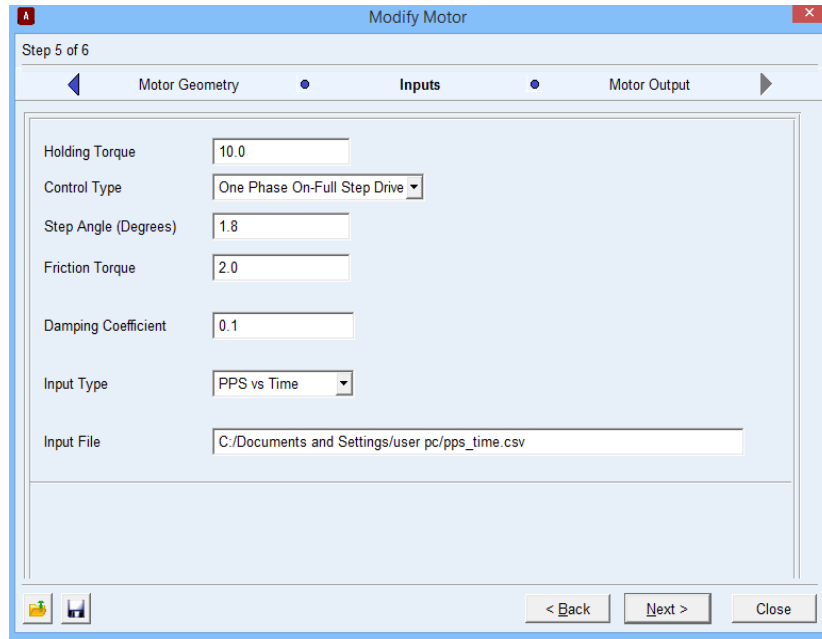 Modify Motor
Step 5 of 6
Motor Geometry Inputs Motor Output
Holding Torque 10.0
Control Type One Phase On-Full Step Drive
Step Angle (Degrees) 1.8
Friction Torque 2.0
Damping Coefficient 0.1
Input Type PPS vs Time
Input File C:/Documents and Settings/user pc/pps_time.csv
< Back Next > Close